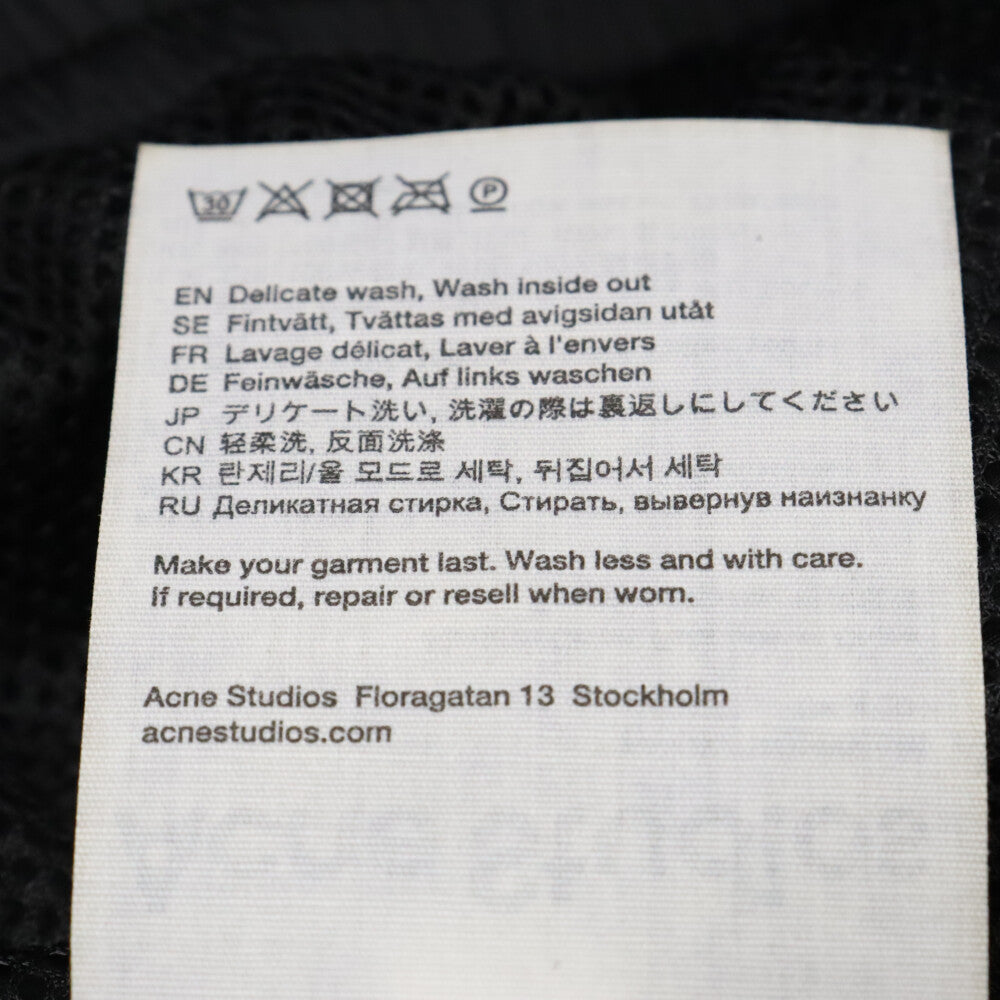 30 P
EN Delicate wash, Wash inside out
SE Fintvätt, Tvättas med avigsidan utåt
FR Lavage délicat, Laver à l'envers
DE Feinwäsche, Auf links waschen
JP デリケート洗い, 洗濯の際は裏返しにしてください
CN 轻柔洗, 反面洗涤
KR 란제리/울 모드로 세탁, 뒤집어서 세탁
RU Деликатная стирка, Стирать, вывернув наизнанку
Make your garment last. Wash less and with care.
If required, repair or resell when worn.
Acne Studios Floragatan 13 Stockholm
acnestudios.com